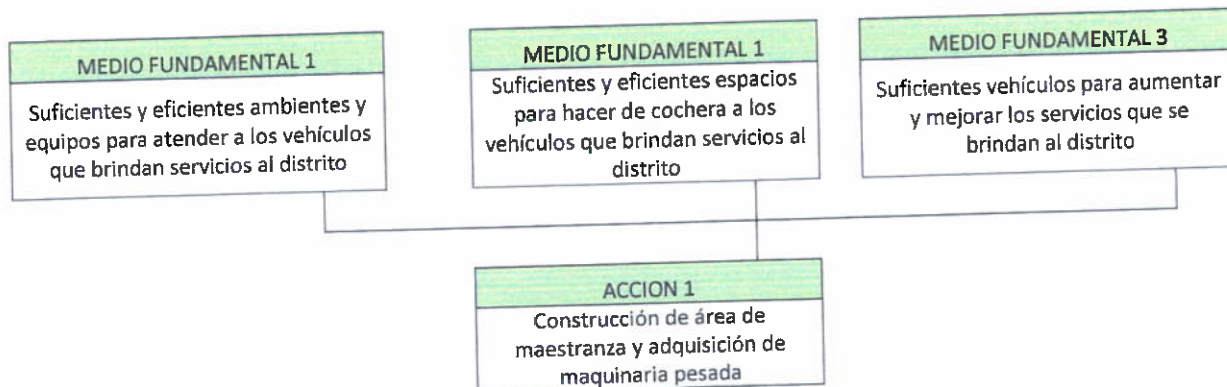 MEDIO FUNDAMENTAL 1
Suficientes y eficientes ambientes y
equipos para atender a los vehículos
que brindan servicios al distrito
MEDIO FUNDAMENTAL 1
Suficientes y eficientes espacios
para hacer de cochera a los
vehículos que brindan servicios al
distrito
MEDIO FUNDAMENTAL 3
Suficientes vehículos para aumentar
y mejorar los servicios que se
brindan al distrito
ACCION 1
Construcción de área de
maestranza y adquisición de
maquinaria pesada